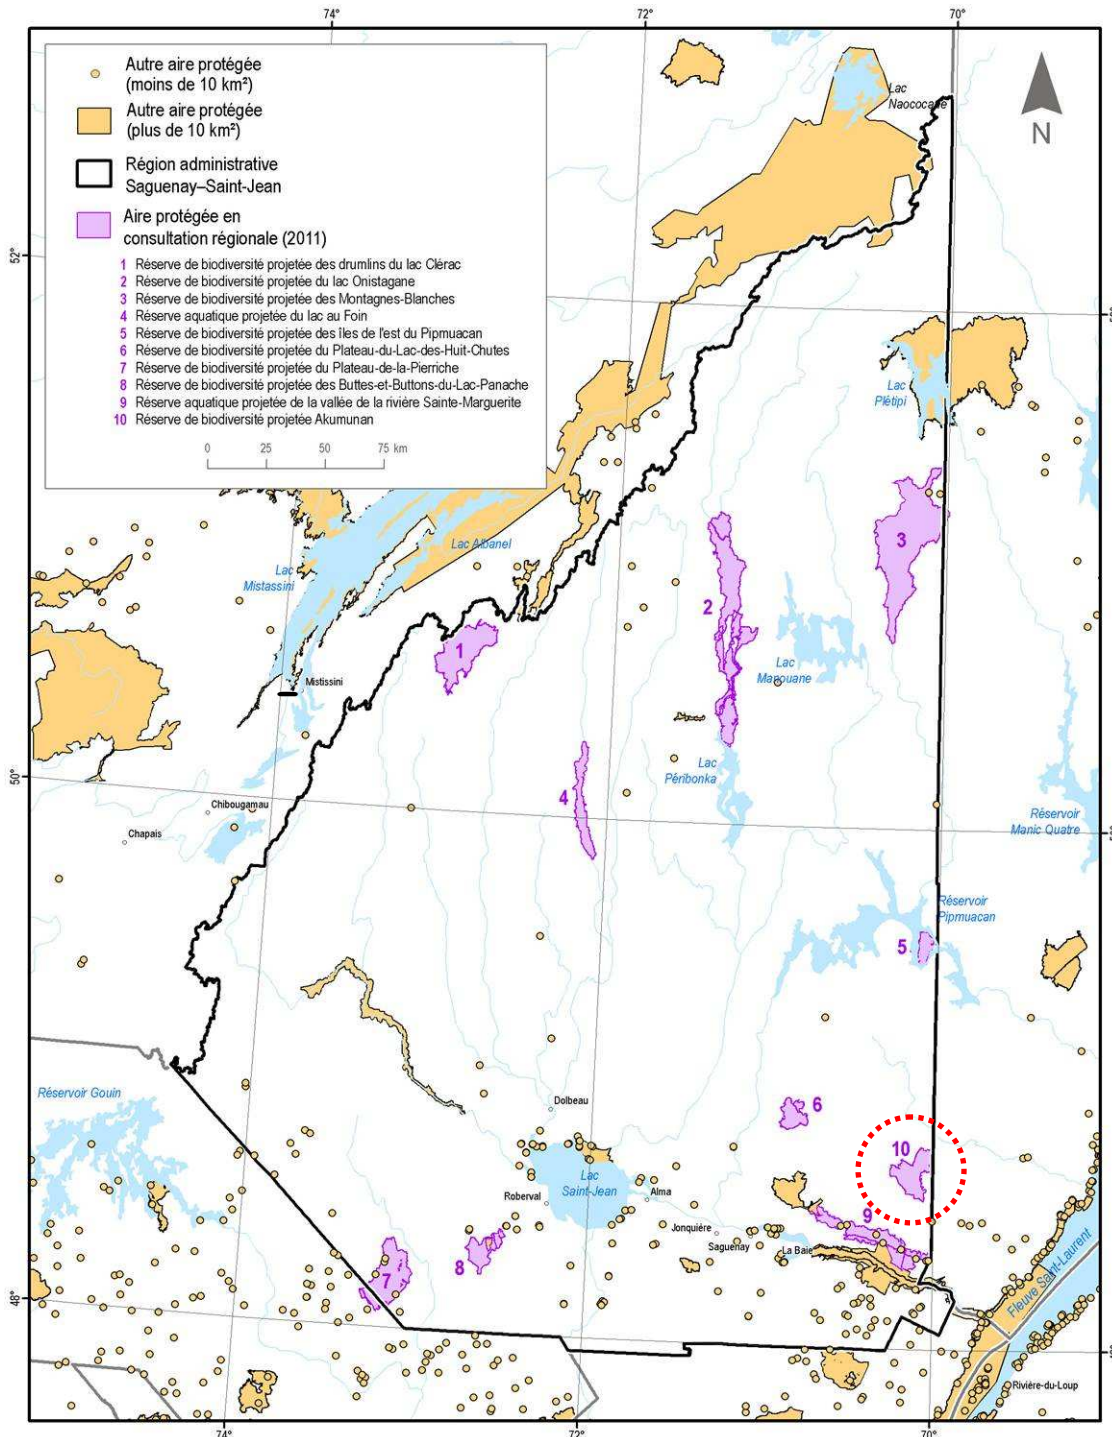 74°
72°
70°
Autre aire protégée
(moins de 10 km²)
Autre aire protégée
(plus de 10 km²)
Région administrative
Saguenay–Saint-Jean
Aire protégée en
consultation régionale (2011)
1 Réserve de biodiversité projetée des drumlins du lac Clérac
2 Réserve de biodiversité projetée du lac Onistagane
3 Réserve de biodiversité projetée des Montagnes-Blanches
4 Réserve aquatique projetée du lac au Foin
5 Réserve de biodiversité projetée des îles de l'est du Pipmuacan
6 Réserve de biodiversité projetée du Plateau-du-Lac-des-Huit-Chutes
7 Réserve de biodiversité projetée du Plateau-de-la-Pierriche
8 Réserve de biodiversité projetée des Buttes-et-Buttons-du-Lac-Panache
9 Réserve aquatique projetée de la vallée de la rivière Sainte-Marguerite
10 Réserve de biodiversité projetée Akumunan
0 25 50 75 km
N
Lac
Naococane
52°
Lac
Plétipi
Lac Albanel
Lac
Mistassini
3
2
1
Lac
Manouane
Mistissini
Lac
Péribonka
50°
4
Chibougamau
Chapais
Réservoir
Manic Quatre
Réservoir
Pipmuacan
5
Réservoir Gouin
Dolbeau
6
10
Lac
Saint-Jean
Roberval
Alma
9
Jonquière
Saguenay
La Baie
8
7
Fleuve Saint-Laurent
48°
Rivière-du-Loup
74°
72°
70°